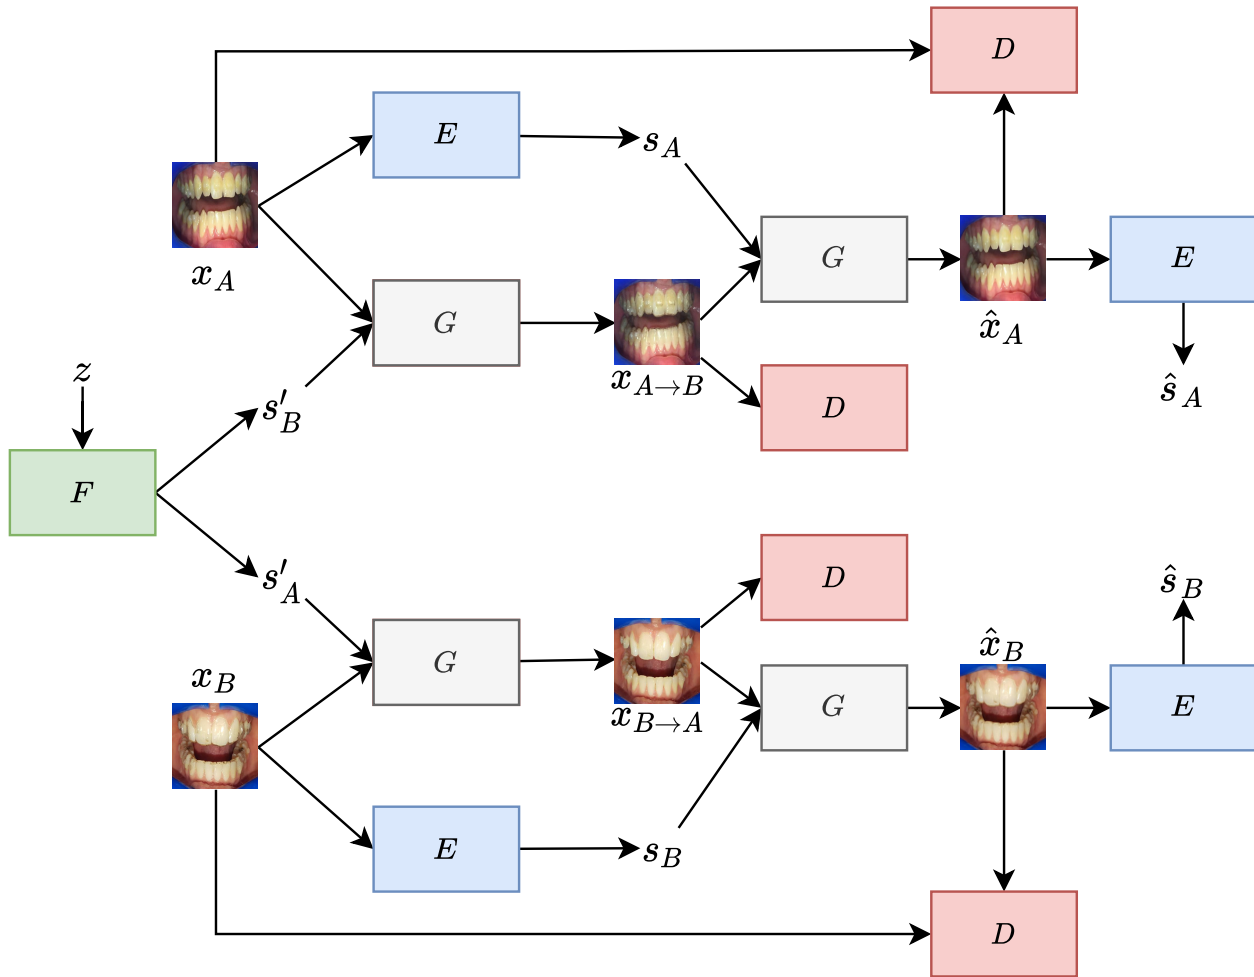 D
E
s_A
x_A
G
x̂_A
E
G
x_{A→B}
ŝ_A
z
s'_B
D
F
s'_A
D
ŝ_B
G
x_{B→A}
x̂_B
x_B
G
E
E
s_B
D